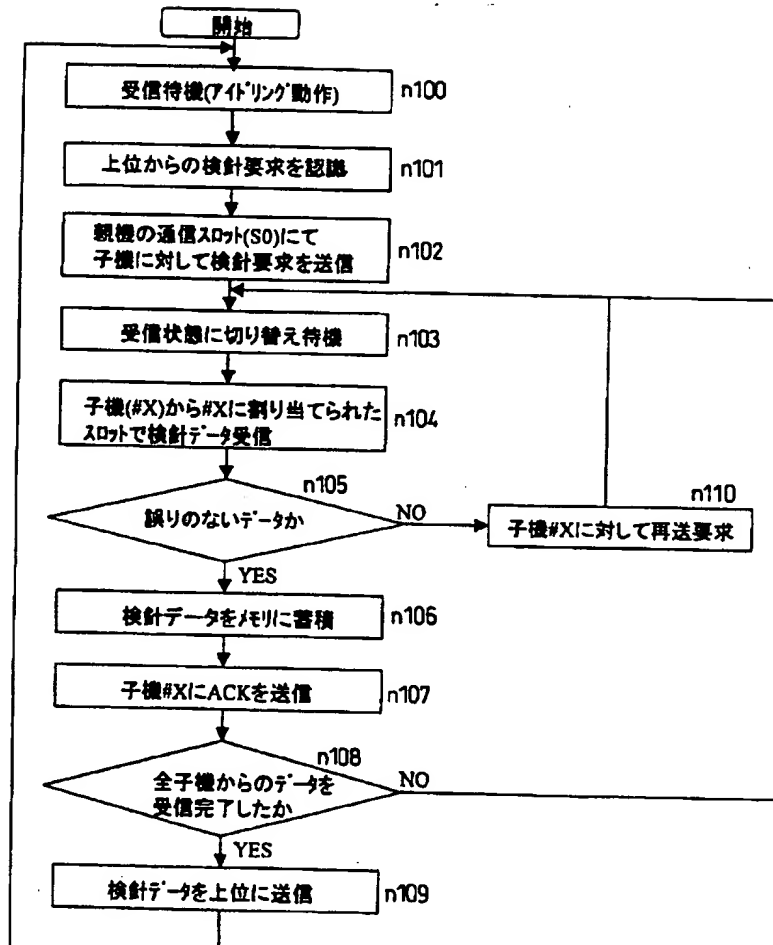 開始
受信待機(アイドリング動作)
n100
上位からの検針要求を認識
n101
親機の通信スロット(S0)にて
子機に対して検針要求を送信
n102
受信状態に切り替え待機
n103
子機(#X)から#Xに割り当てられた
スロットで検針データ受信
n104
n105
誤りのないデータか
NO
n110
子機#Xに対して再送要求
YES
検針データをメモリに蓄積
n106
子機#XにACKを送信
n107
n108
全子機からのデータを
受信完了したか
NO
YES
検針データを上位に送信
n109